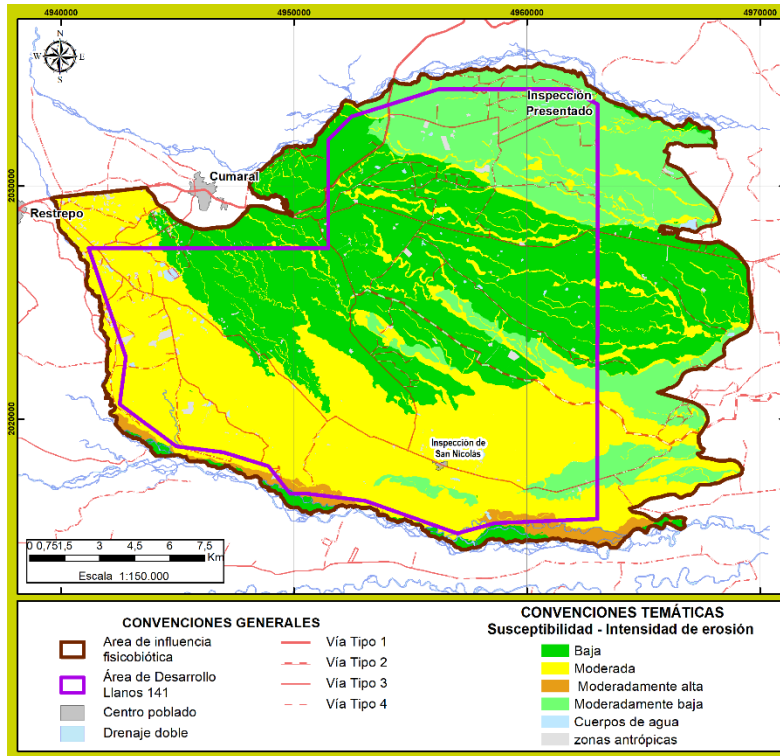 4940000 4950000 4960000 4970000
N
W E
S
Inspección
Presentado
2030000
Cumaral
Restrepo
2020000
Inspección de
San Nicolás
0 0,751,5 3 4,5 6 7,5
Km
Escala 1:150.000
CONVENCIONES GENERALES
Area de influencia
fisicobiótica
Área de Desarrollo
Llanos 141
Centro poblado
Drenaje doble
Vía Tipo 1
Vía Tipo 2
Vía Tipo 3
Vía Tipo 4
CONVENCIONES TEMÁTICAS
Susceptibilidad - Intensidad de erosión
Baja
Moderada
Moderadamente alta
Moderadamente baja
Cuerpos de agua
zonas antrópicas